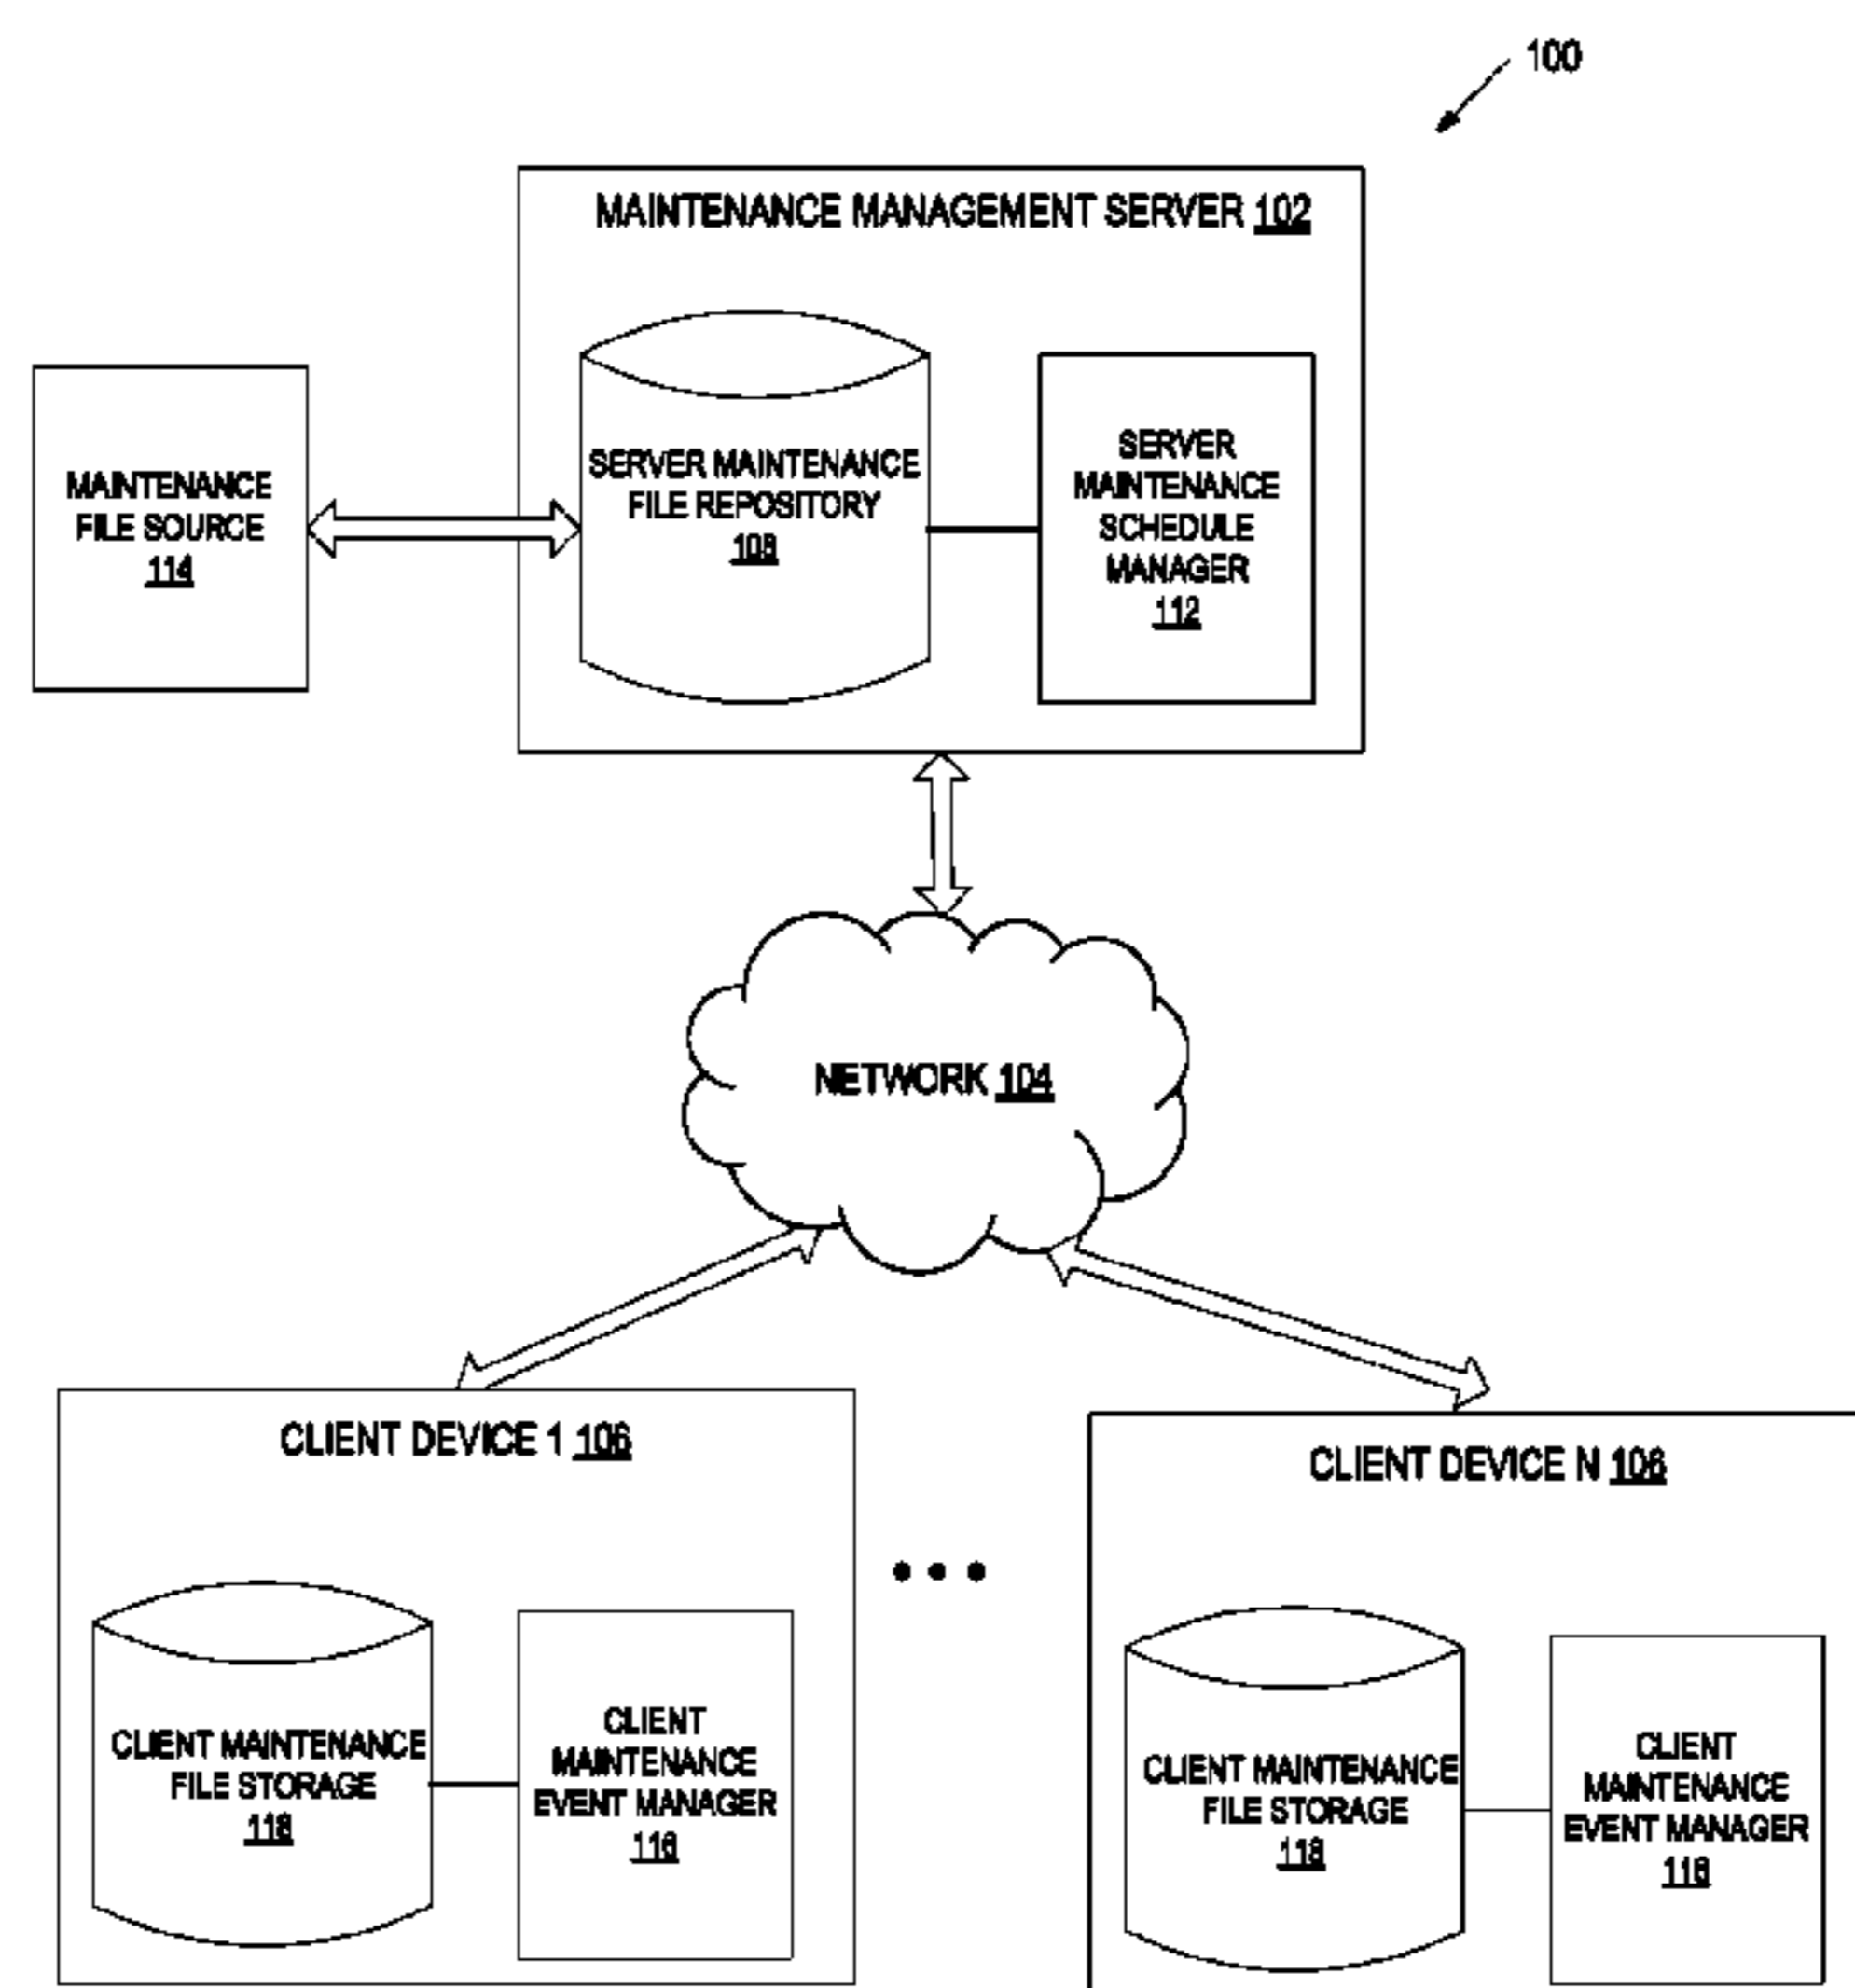 100
MAINTENANCE MANAGEMENT SERVER 102
MAINTENANCE
FILE SOURCE
114
SERVER MAINTENANCE
FILE REPOSITORY
108
SERVER
MAINTENANCE
SCHEDULE
MANAGER
112
NETWORK 104
CLIENT DEVICE 1 106
CLIENT MAINTENANCE
FILE STORAGE
118
CLIENT
MAINTENANCE
EVENT MANAGER
116
CLIENT DEVICE N 106
CLIENT MAINTENANCE
FILE STORAGE
118
CLIENT
MAINTENANCE
EVENT MANAGER
116